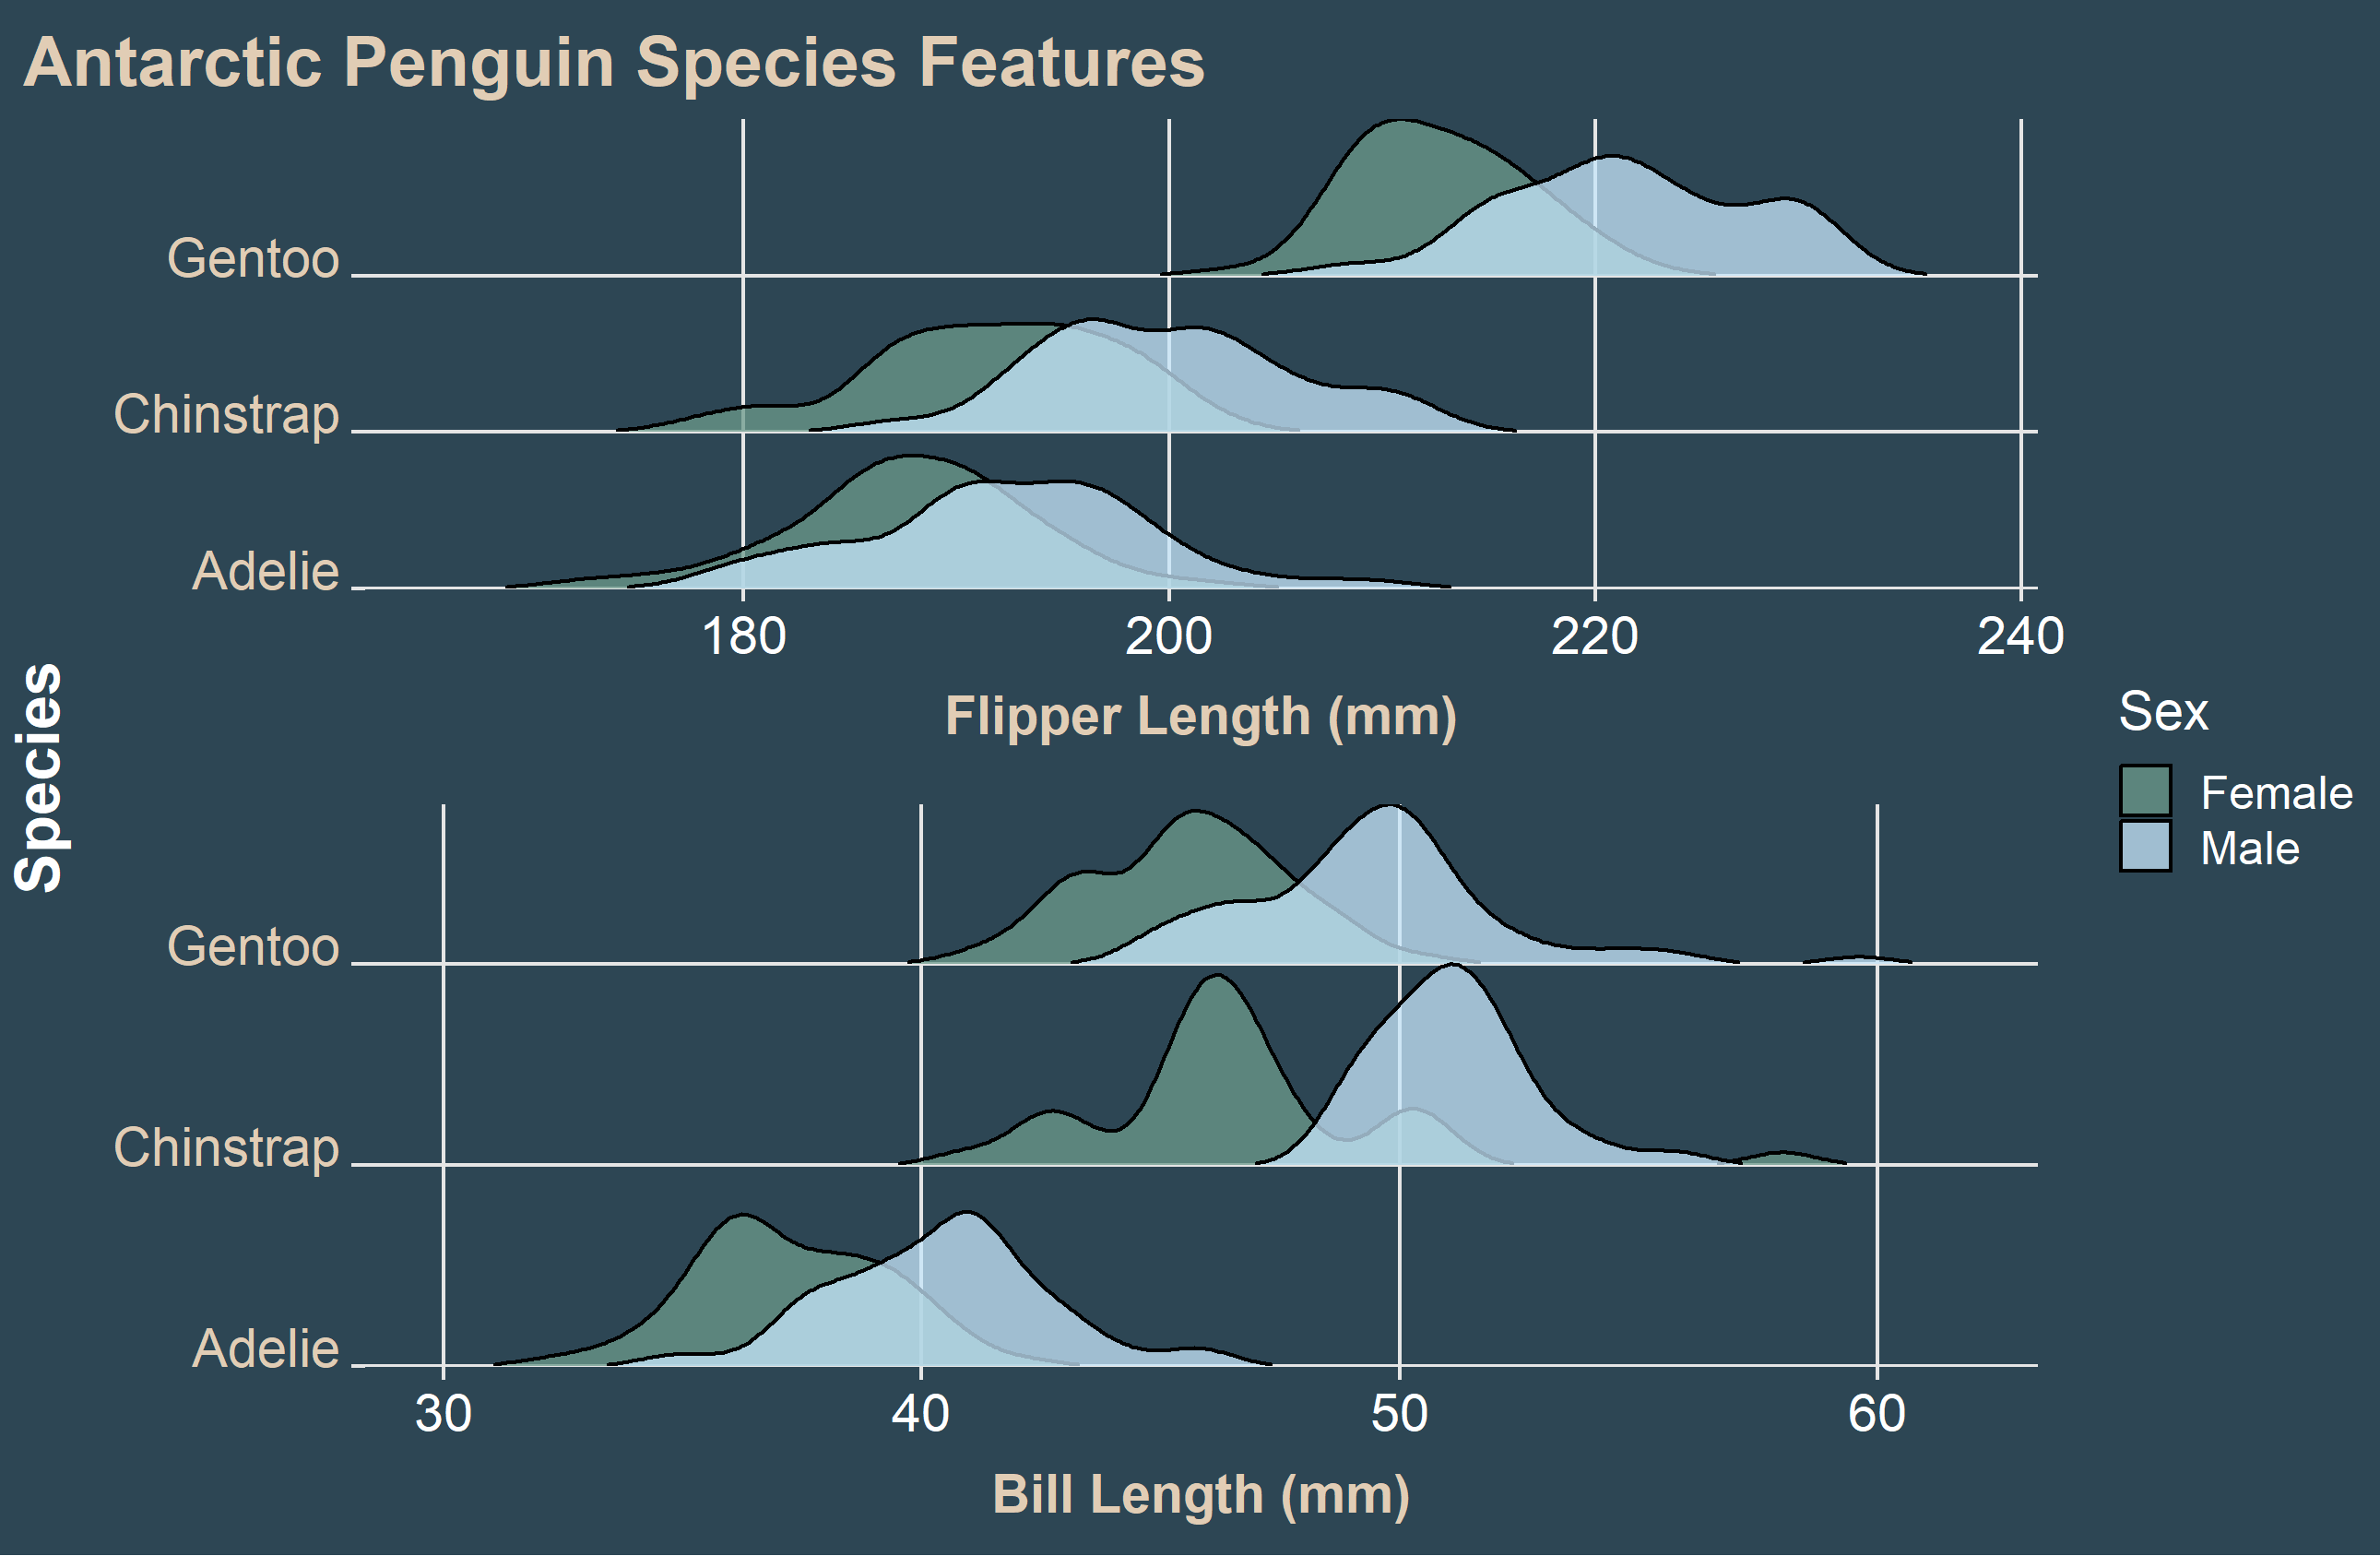 Antarctic Penguin Species Features
Gentoo
Chinstrap
Adelie
180 200 220 240
Flipper Length (mm)
Species
Sex
Female
Male
Gentoo
Chinstrap
Adelie
30 40 50 60
Bill Length (mm)